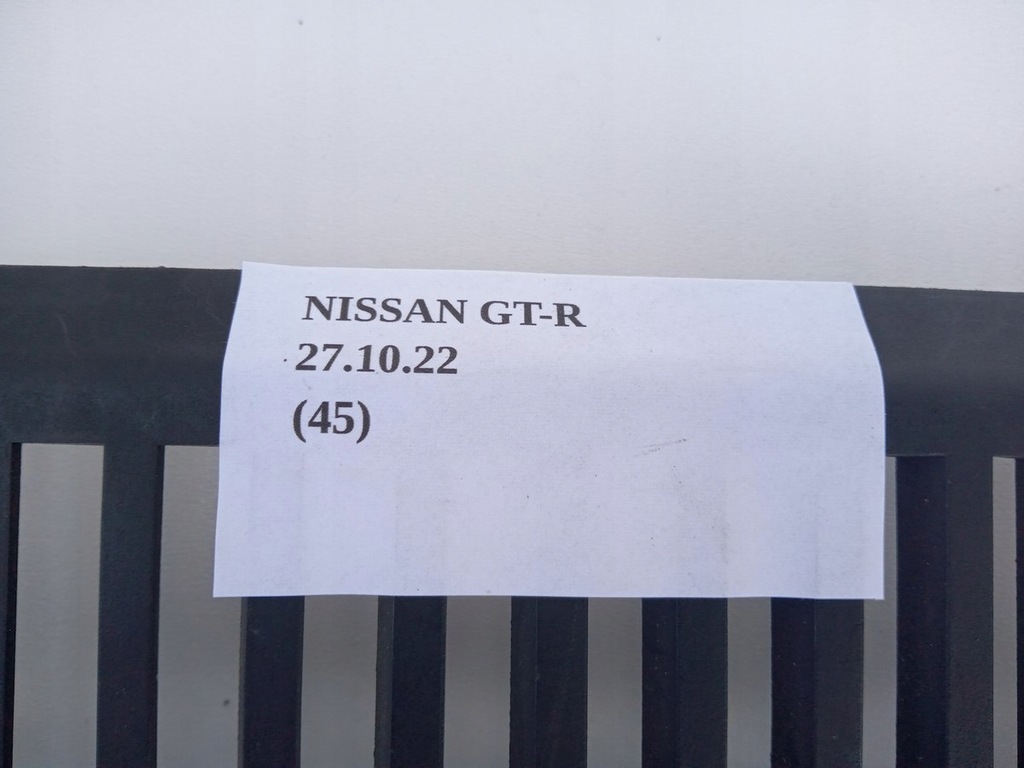 NISSAN GT-R
27.10.22
(45)